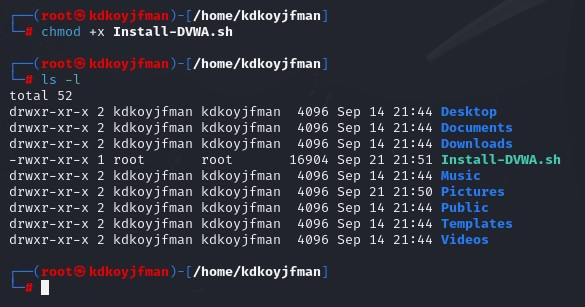 ┌──(root㉿kdkoyjfman)-[/home/kdkoyjfman]
└─# chmod +x Install-DVWA.sh
┌──(root㉿kdkoyjfman)-[/home/kdkoyjfman]
└─# ls -l
total 52
drwxr-xr-x 2 kdkoyjfman kdkoyjfman  4096 Sep 14 21:44 Desktop
drwxr-xr-x 2 kdkoyjfman kdkoyjfman  4096 Sep 14 21:44 Documents
drwxr-xr-x 2 kdkoyjfman kdkoyjfman  4096 Sep 14 21:44 Downloads
-rwxr-xr-x 1 root       root       16904 Sep 21 21:51 Install-DVWA.sh
drwxr-xr-x 2 kdkoyjfman kdkoyjfman  4096 Sep 14 21:44 Music
drwxr-xr-x 2 kdkoyjfman kdkoyjfman  4096 Sep 21 21:50 Pictures
drwxr-xr-x 2 kdkoyjfman kdkoyjfman  4096 Sep 14 21:44 Public
drwxr-xr-x 2 kdkoyjfman kdkoyjfman  4096 Sep 14 21:44 Templates
drwxr-xr-x 2 kdkoyjfman kdkoyjfman  4096 Sep 14 21:44 Videos
┌──(root㉿kdkoyjfman)-[/home/kdkoyjfman]
└─#